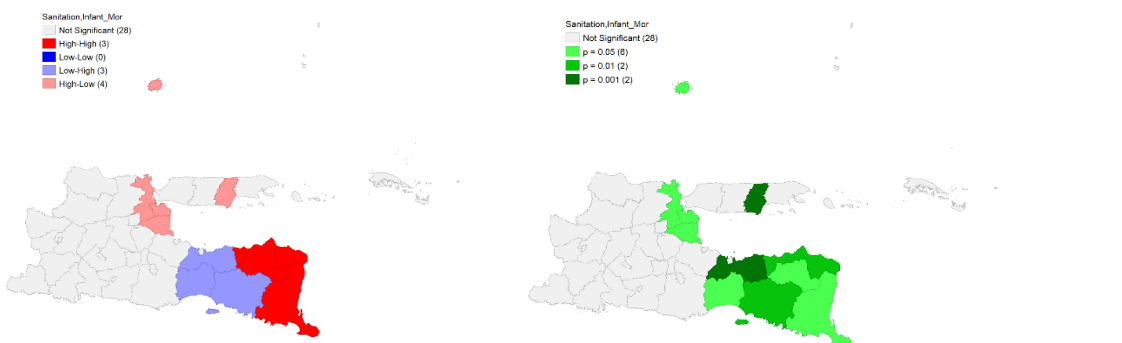 Sanitation,Infant_Mor
Not Significant (28)
High-High (3)
Low-Low (0)
Low-High (3)
High-Low (4)
Sanitation,Infant_Mor
Not Significant (28)
p = 0.05 (6)
p = 0.01 (2)
p = 0.001 (2)